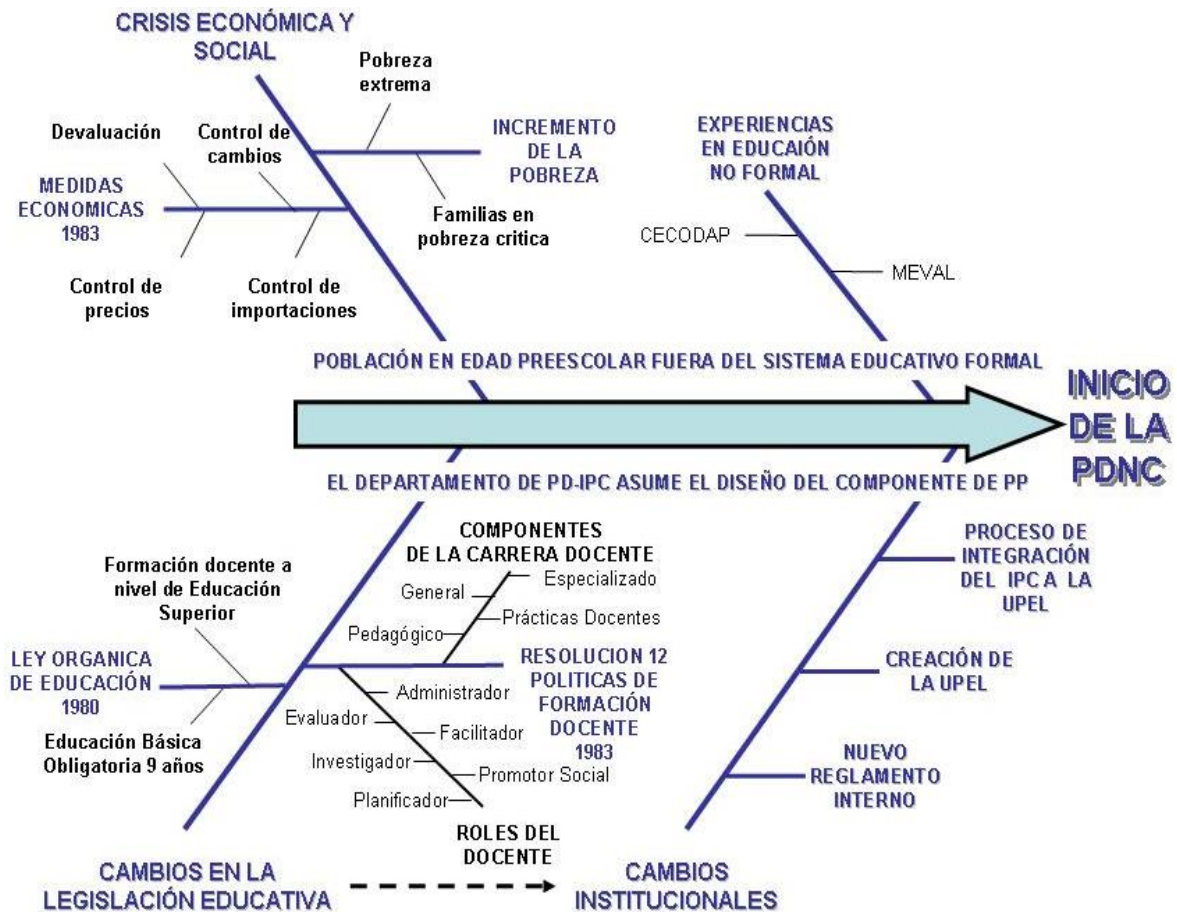 CRISIS ECONÓMICA Y
SOCIAL
Pobreza
extrema
Devaluación
Control de
cambios
INCREMENTO
DE LA
POBREZA
MEDIDAS
ECONOMICAS
1983
Familias en
pobreza critica
Control de
precios
Control de
importaciones
EXPERIENCIAS
EN EDUCAIÓN
NO FORMAL
CECODAP
MEVAL
POBLACIÓN EN EDAD PREESCOLAR FUERA DEL SISTEMA EDUCATIVO FORMAL
INICIO
DE LA
PDNC
EL DEPARTAMENTO DE PD-IPC ASUME EL DISEÑO DEL COMPONENTE DE PP
COMPONENTES
DE LA CARRERA DOCENTE
Especializado
General
Prácticas Docentes
Pedagógico
Formación docente a
nivel de Educación
Superior
LEY ORGANICA
DE EDUCACIÓN
1980
Educación Básica
Obligatoria 9 años
RESOLUCION 12
POLITICAS DE
FORMACIÓN
DOCENTE
1983
Administrador
Evaluador
Facilitador
Investigador
Promotor Social
Planificador
ROLES DEL
DOCENTE
PROCESO DE
INTEGRACIÓN
DEL IPC A LA
UPEL
CREACIÓN DE
LA UPEL
NUEVO
REGLAMENTO
INTERNO
CAMBIOS EN LA
LEGISLACIÓN EDUCATIVA
CAMBIOS
INSTITUCIONALES